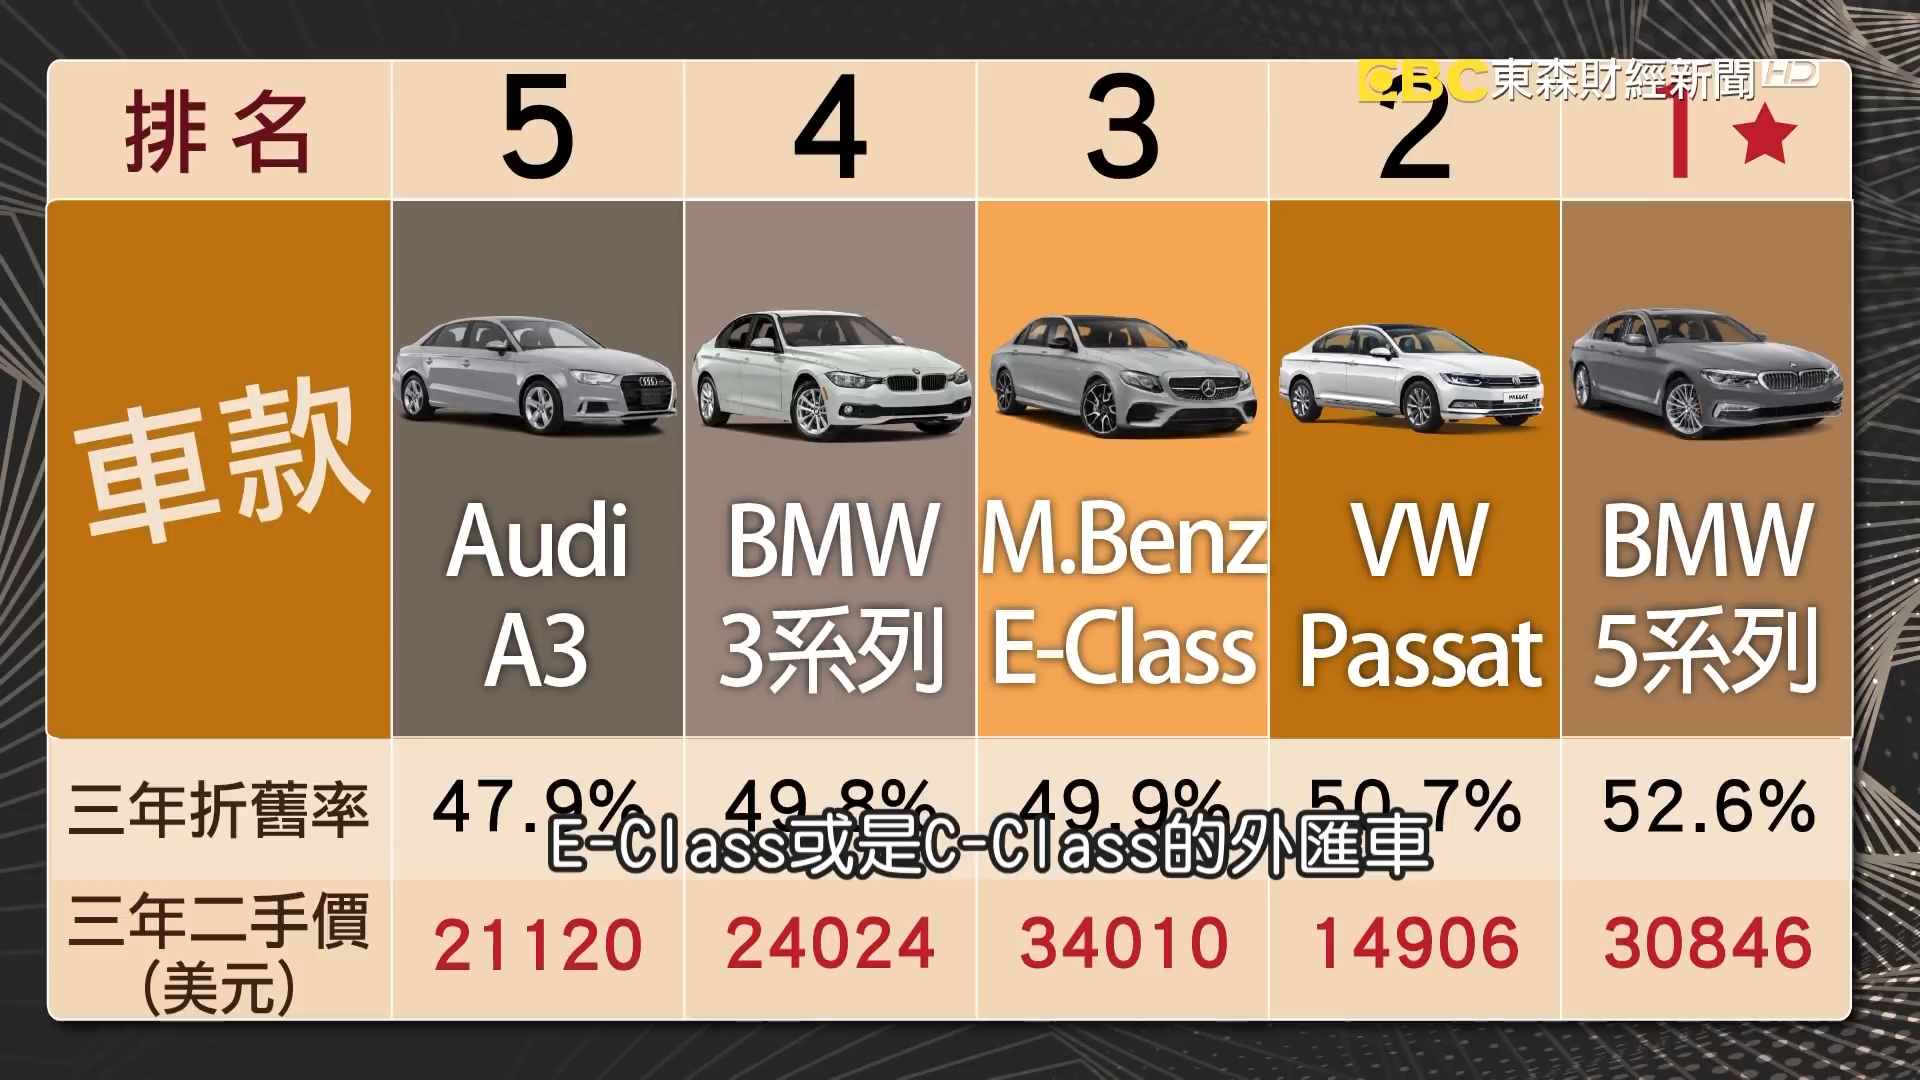 EBC東森財經新聞HD
排名 5 4 3 2 1
車款
Audi A3
BMW 3系列
M.Benz E-Class
VW Passat
PASSAT
BMW 5系列
三年折舊率 47.9% 49.8% 49.9% 50.7% 52.6%
E-Class或是C-Class的外匯車
三年二手價(美元) 21120 24024 34010 14906 30846